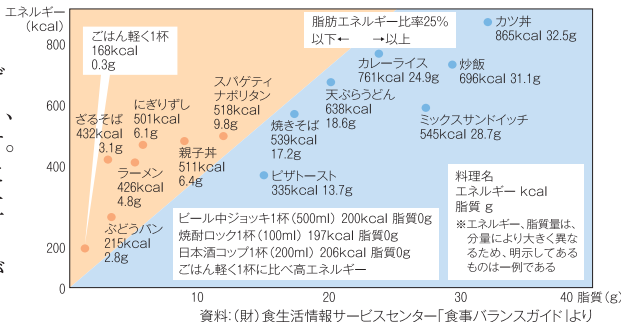 エネルギー
(kcal)
800
600
400
200
0
10
20
30
40 脂質(g)
脂肪エネルギー比率25%
以下← →以上
ごはん軽く1杯
168kcal
0.3g
ざるそば
432kcal
3.1g
にぎりずし
501kcal
6.1g
ラーメン
426kcal
4.8g
ぶどうパン
215kcal
2.8g
親子丼
511kcal
6.4g
スパゲティ
ナポリタン
518kcal
9.8g
カツ丼
865kcal 32.5g
カレーライス
761kcal 24.9g
炒飯
696kcal 31.1g
天ぷらうどん
638kcal
18.6g
焼きそば
539kcal
17.2g
ミックスサンドイッチ
545kcal 28.7g
ピザトースト
335kcal 13.7g
ビール中ジョッキ1杯(500ml) 200kcal 脂質0g
焼酎ロック1杯(100ml) 197kcal 脂質0g
日本酒コップ1杯(200ml) 206kcal 脂質0g
ごはん軽く1杯に比べ高エネルギー
料理名
エネルギー kcal
脂質 g
※エネルギー、脂質量は、
分量により大きく異な
るため、明示してある
ものは一例である
資料:(財)食生活情報サービスセンター「食事バランスガイド」より